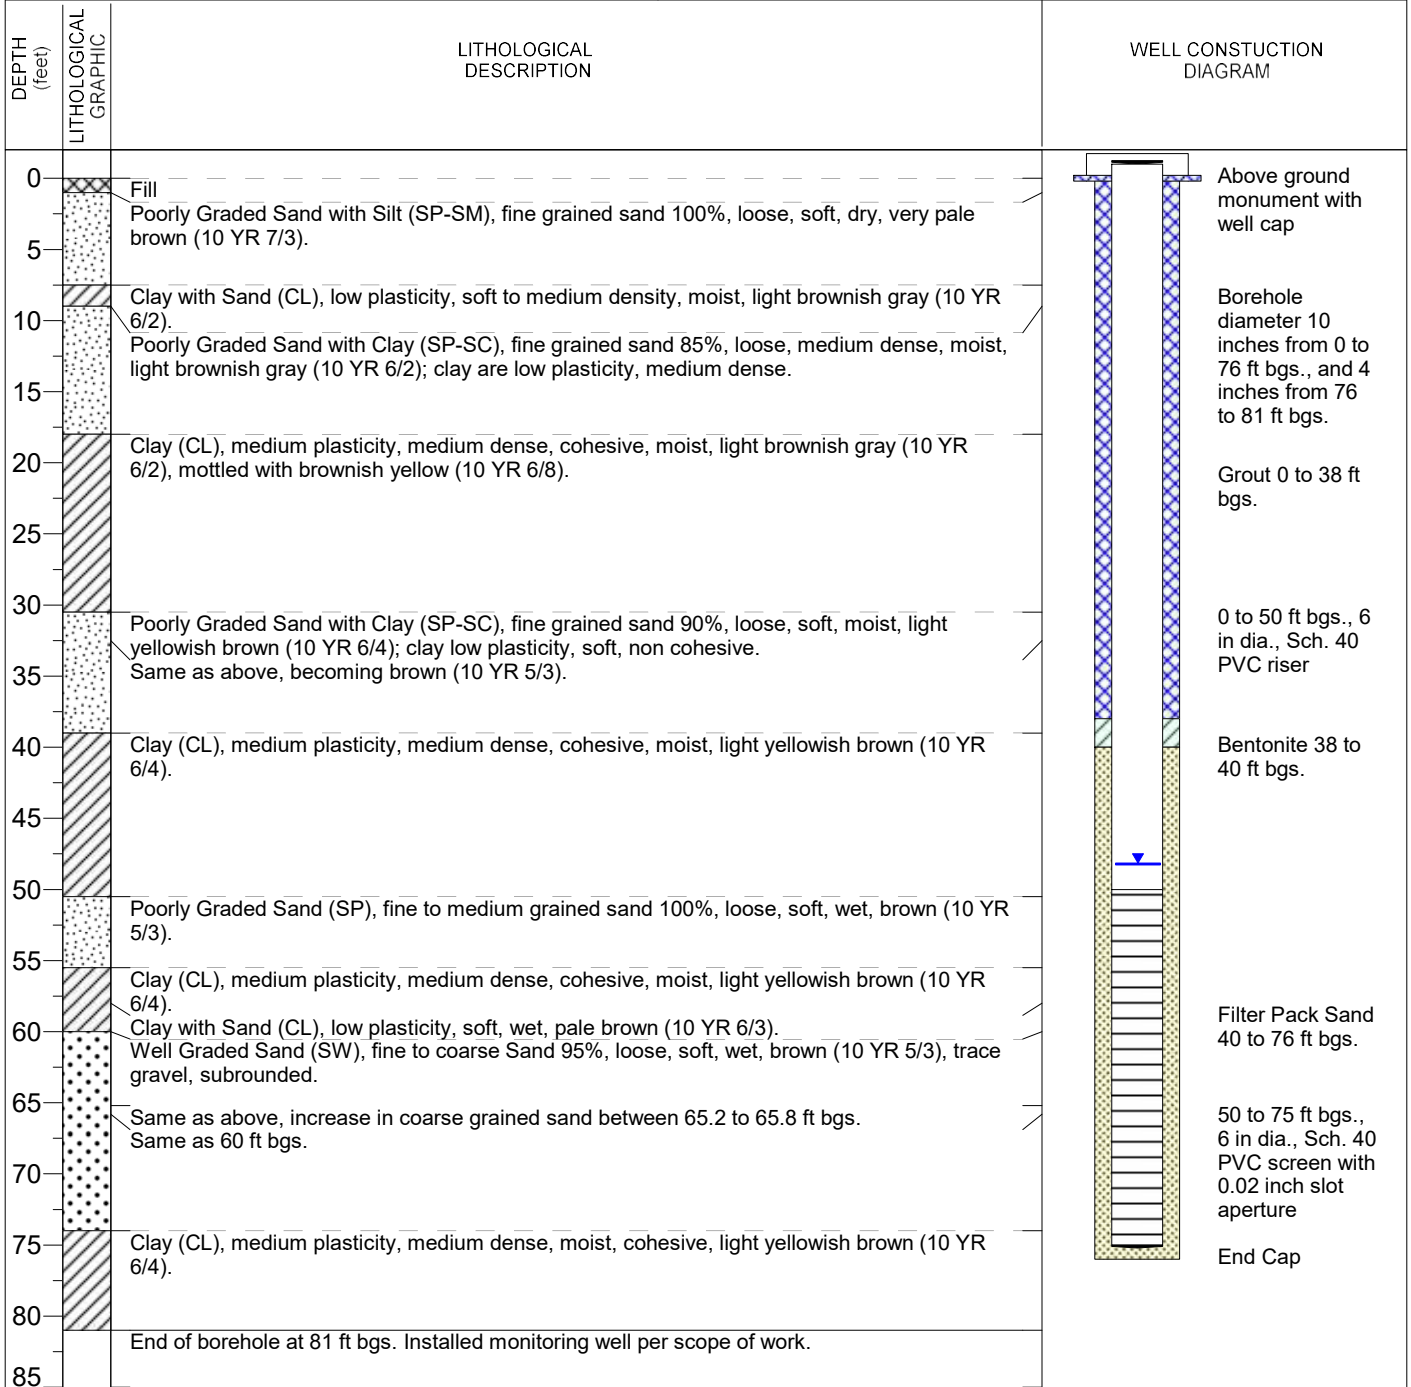 DEPTH
(feet)
LITHOLOGICAL
GRAPHIC
LITHOLOGICAL
DESCRIPTION
WELL CONSTUCTION
DIAGRAM
0
5
10
15
20
25
30
35
40
45
50
55
60
65
70
75
80
85
Fill
Poorly Graded Sand with Silt (SP-SM), fine grained sand 100%, loose, soft, dry, very pale
brown (10 YR 7/3).
Clay with Sand (CL), low plasticity, soft to medium density, moist, light brownish gray (10 YR
6/2).
Poorly Graded Sand with Clay (SP-SC), fine grained sand 85%, loose, medium dense, moist,
light brownish gray (10 YR 6/2); clay are low plasticity, medium dense.
Clay (CL), medium plasticity, medium dense, cohesive, moist, light brownish gray (10 YR
6/2), mottled with brownish yellow (10 YR 6/8).
Poorly Graded Sand with Clay (SP-SC), fine grained sand 90%, loose, soft, moist, light
yellowish brown (10 YR 6/4); clay low plasticity, soft, non cohesive.
Same as above, becoming brown (10 YR 5/3).
Clay (CL), medium plasticity, medium dense, cohesive, moist, light yellowish brown (10 YR
6/4).
Poorly Graded Sand (SP), fine to medium grained sand 100%, loose, soft, wet, brown (10 YR
5/3).
Clay (CL), medium plasticity, medium dense, cohesive, moist, light yellowish brown (10 YR
6/4).
Clay with Sand (CL), low plasticity, soft, wet, pale brown (10 YR 6/3).
Well Graded Sand (SW), fine to coarse Sand 95%, loose, soft, wet, brown (10 YR 5/3), trace
gravel, subrounded.
Same as above, increase in coarse grained sand between 65.2 to 65.8 ft bgs.
Same as 60 ft bgs.
Clay (CL), medium plasticity, medium dense, moist, cohesive, light yellowish brown (10 YR
6/4).
End of borehole at 81 ft bgs. Installed monitoring well per scope of work.
Above ground
monument with
well cap
Borehole
diameter 10
inches from 0 to
76 ft bgs., and 4
inches from 76
to 81 ft bgs.
Grout 0 to 38 ft
bgs.
0 to 50 ft bgs., 6
in dia., Sch. 40
PVC riser
Bentonite 38 to
40 ft bgs.
Filter Pack Sand
40 to 76 ft bgs.
50 to 75 ft bgs.,
6 in dia., Sch. 40
PVC screen with
0.02 inch slot
aperture
End Cap